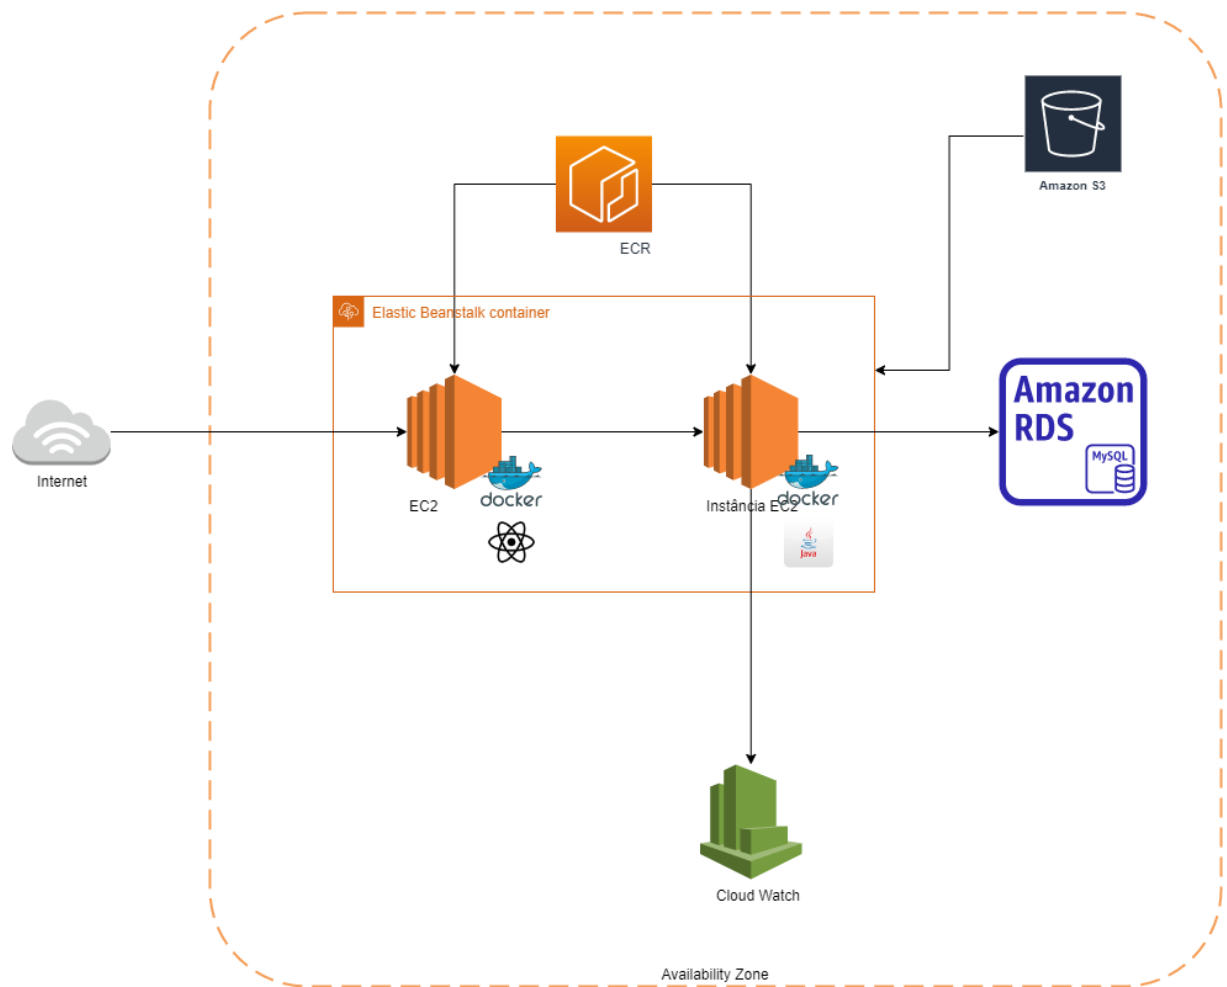 Amazon S3
ECR
Elastic Beanstalk container
Amazon
RDS
MySQL
Internet
EC2
docker
Instância EC2
docker
Java
Cloud Watch
Availability Zone